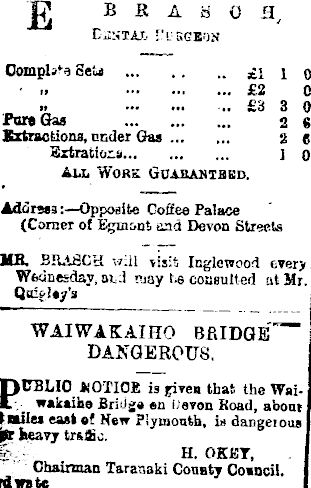 E BRASCH,
DENTAL SURGEON
Complete Sets ... ... ... £1 1 0
" " ... ... ... £2 0
" ... ... ... £3 3 0
Pure Gas ... ... ... 2 6
Extractions, under Gas ... ... 2 6
Extratio s... ... ... 1 0
ALL WORK GUARANTEED.
Address:—Opposite Coffee Palace
(Corner of Egmont and Devon Streets
MR. BRASCH will visit Inglewood every
Wednesday, and may be consulted at Mr.
Quigley's
WAIWAKAIHO BRIDGE
DANGEROUS.
PUBLIC NOTICE is given that the Wai-
wakaiho Bridge on Devon Road, about
miles east of New Plymouth, is dangerous
for heavy traffic.
H. OKEY,
Chairman Taranaki County Council.